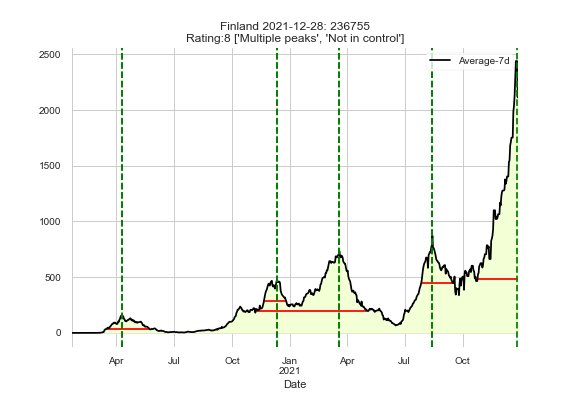 Finland 2021-12-28: 236755
Rating:8 ['Multiple peaks', 'Not in control']
Average-7d
2500
2000
1500
1000
500
0
Apr Jul Oct Jan Apr Jul Oct
2021
Date